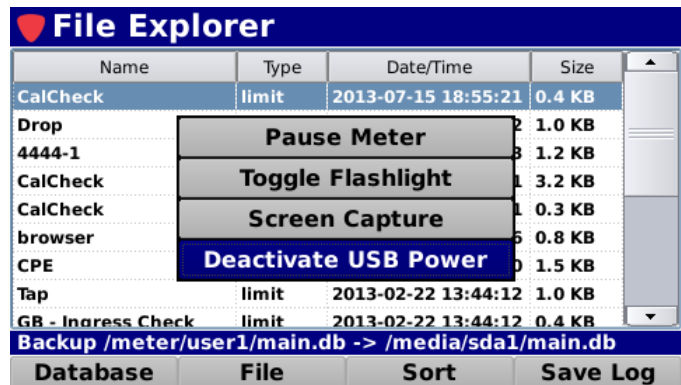 File Explorer
Name Type Date/Time Size
CalCheck limit 2013-07-15 18:55:21 0.4 KB
Drop 2 1.0 KB
4444-1 1.2 KB
CalCheck 3.2 KB
CalCheck 0.3 KB
browser 0.8 KB
CPE 1.5 KB
Pause Meter
Toggle Flashlight
Screen Capture
Deactivate USB Power
Tap limit 2013-02-22 13:44:12 1.0 KB
GB - Ingress Check limit 2013-02-22 13:44:12 0.4 KB
Backup /meter/user1/main.db -> /media/sda1/main.db
Database File Sort Save Log